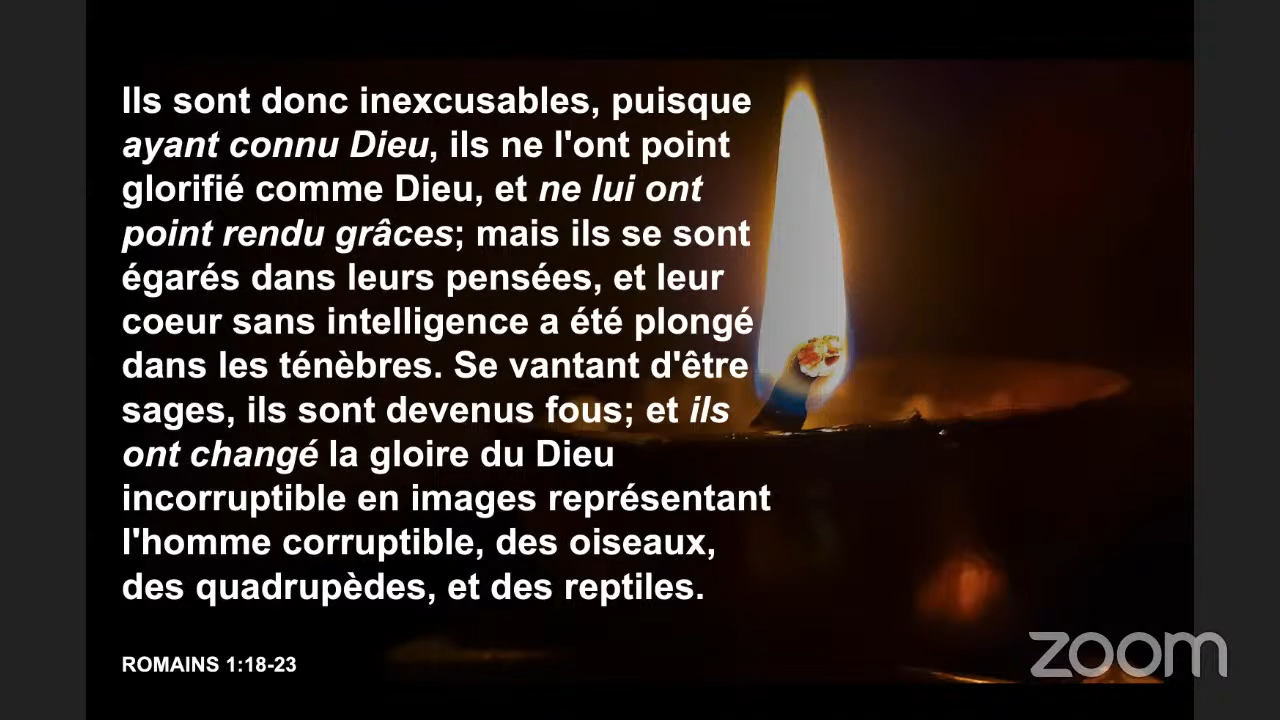 Ils sont donc inexcusables, puisque
ayant connu Dieu, ils ne l'ont point
glorifié comme Dieu, et ne lui ont
point rendu grâces; mais ils se sont
égarés dans leurs pensées, et leur
coeur sans intelligence a été plongé
dans les ténèbres. Se vantant d'être
sages, ils sont devenus fous; et ils
ont changé la gloire du Dieu
incorruptible en images représentant
l'homme corruptible, des oiseaux,
des quadrupèdes, et des reptiles.
ROMAINS 1:18-23
zoom